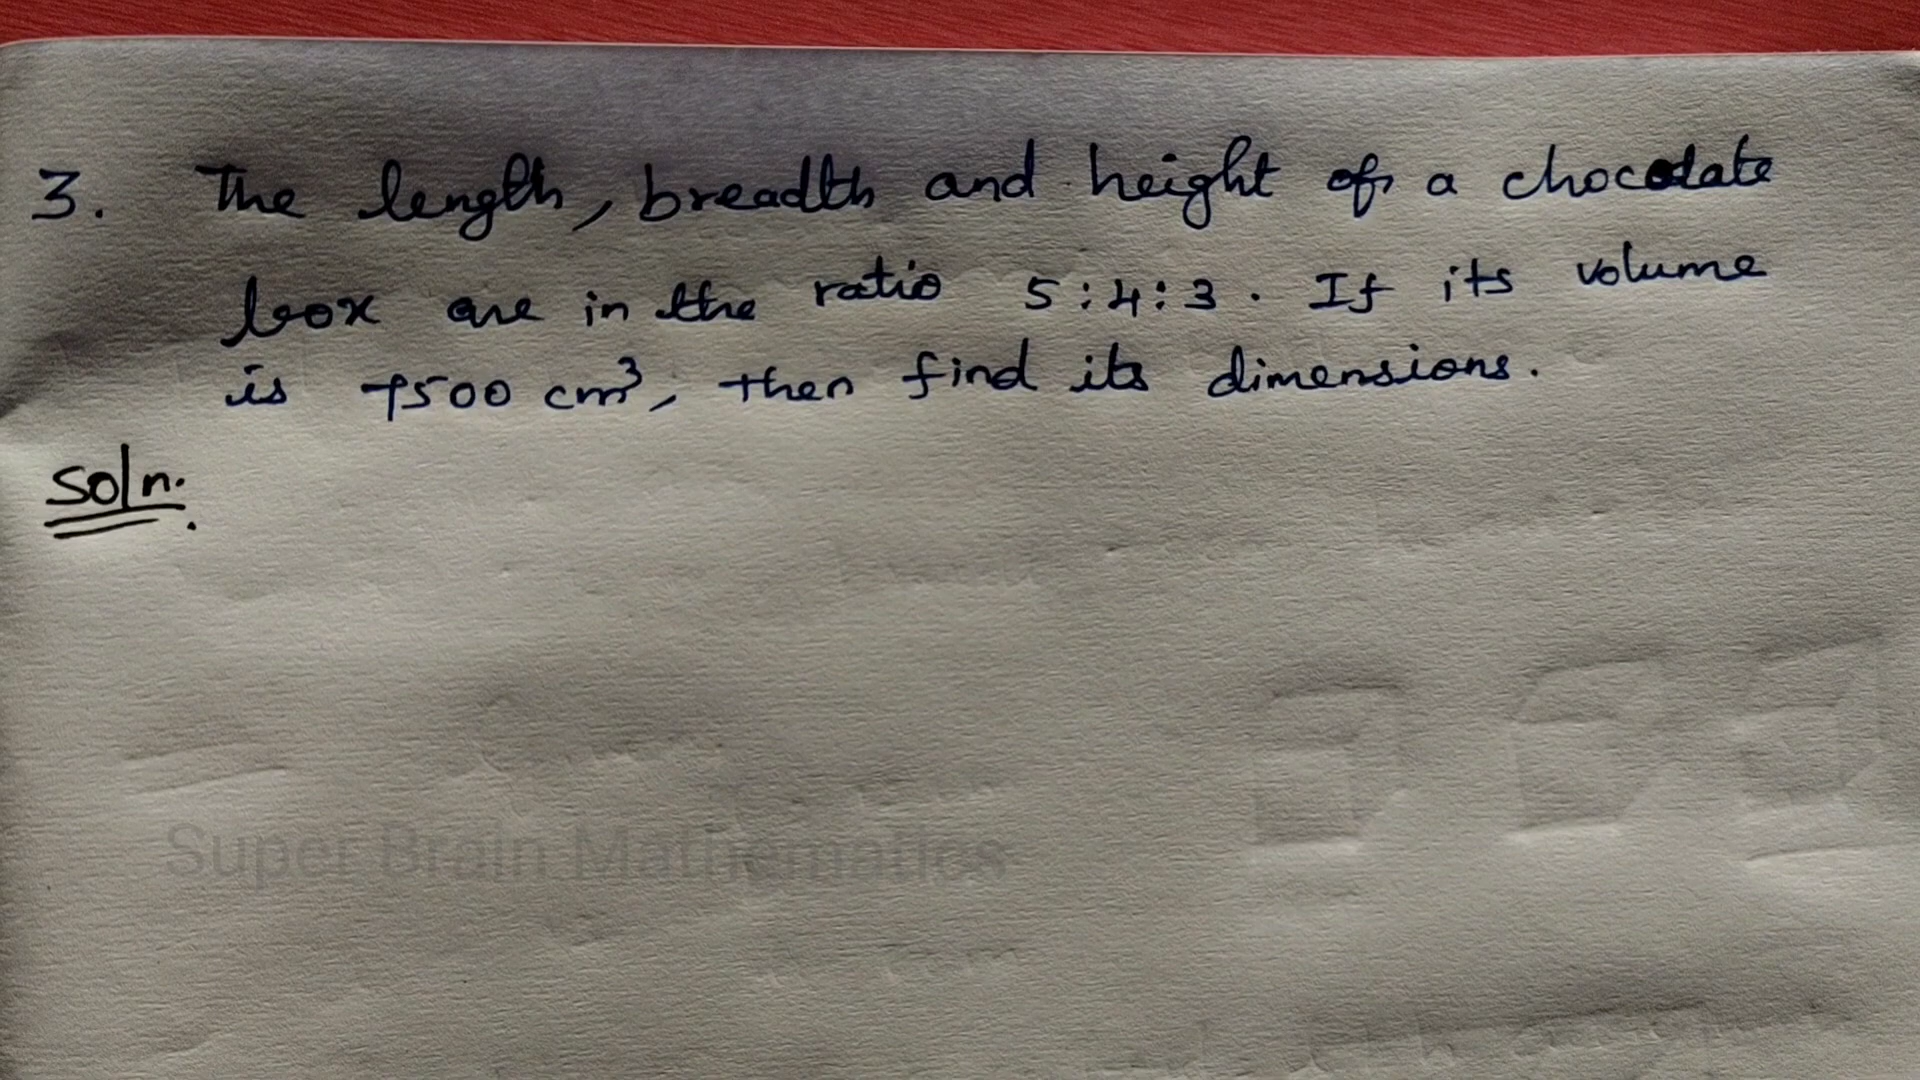 3. The length, breadth and height of a chocolate
box are in the ratio 5:4:3. If its volume
is 7500 cm³, then find its dimensions.
Soln.
Super Brain Mathematics